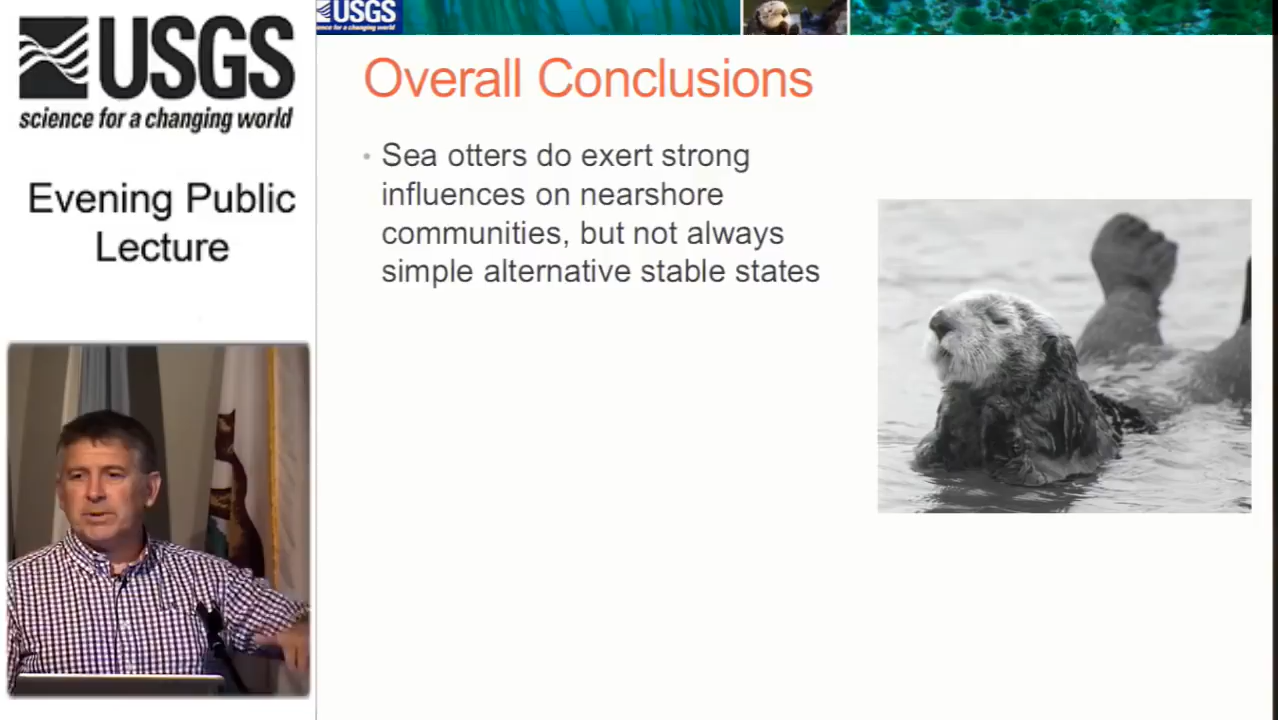 USGS
science for a changing world
Evening Public
Lecture
USGS
science for a changing world
Overall Conclusions
• Sea otters do exert strong
influences on nearshore
communities, but not always
simple alternative stable states